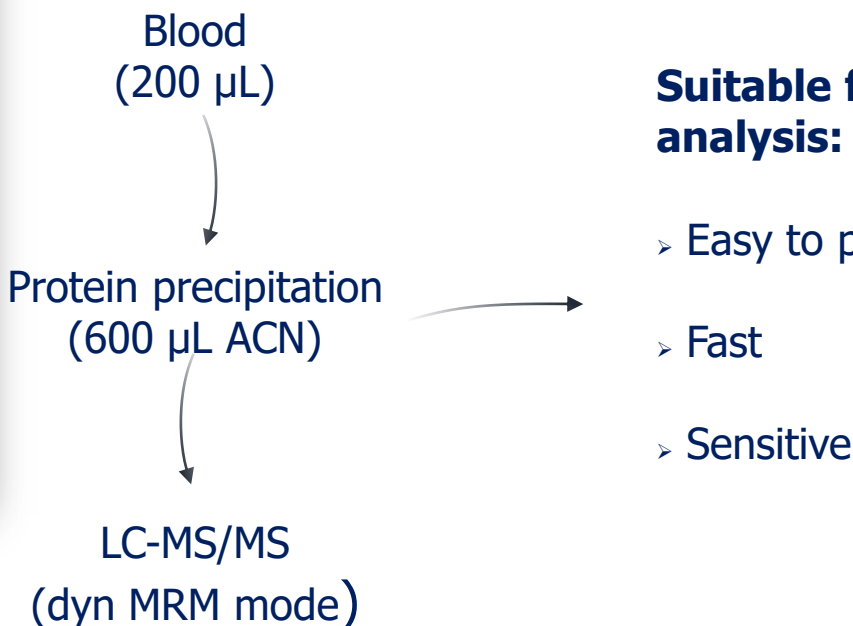 Blood
(200 µL)
Protein precipitation
(600 µL ACN)
LC-MS/MS
(dyn MRM mode)
Suitable
analysis:
Easy to
Fast
Sensitive